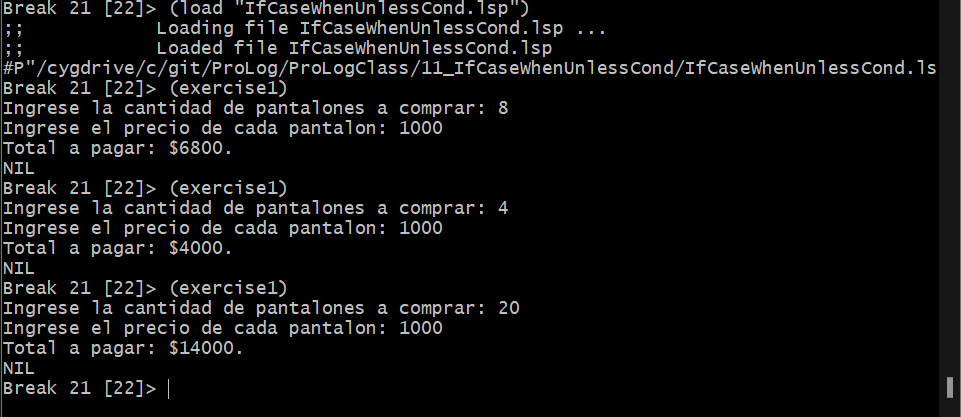 Break 21 [22]> (load "IfCaseWhenUnlessCond.lsp")
;;          Loading file IfCaseWhenUnlessCond.lsp ...
;;          Loaded file IfCaseWhenUnlessCond.lsp
#P"/cygdrive/c/git/ProLog/ProLogClass/11_IfCaseWhenUnlessCond/IfCaseWhenUnlessCond.ls
Break 21 [22]> (exercise1)
Ingrese la cantidad de pantalones a comprar: 8
Ingrese el precio de cada pantalon: 1000
Total a pagar: $6800.
NIL
Break 21 [22]> (exercise1)
Ingrese la cantidad de pantalones a comprar: 4
Ingrese el precio de cada pantalon: 1000
Total a pagar: $4000.
NIL
Break 21 [22]> (exercise1)
Ingrese la cantidad de pantalones a comprar: 20
Ingrese el precio de cada pantalon: 1000
Total a pagar: $14000.
NIL
Break 21 [22]>